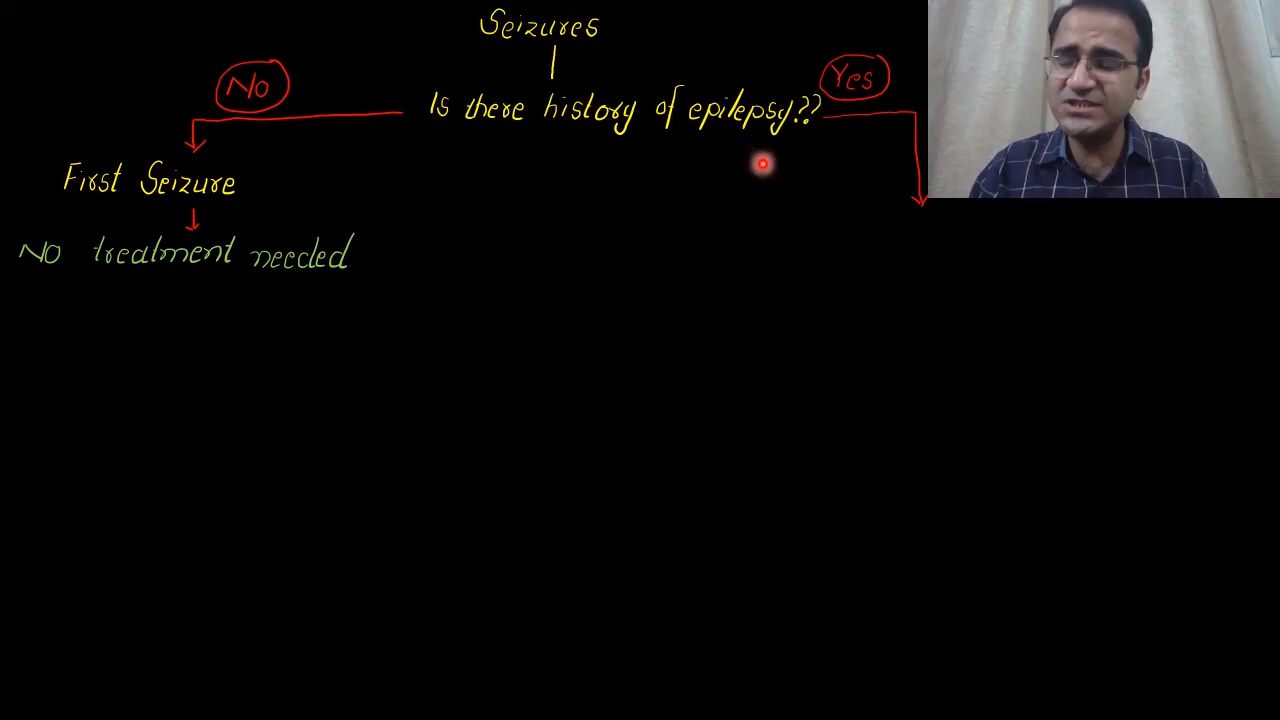 Seizures
No
Yes
Is there history of epilepsy??
First Seizure
No treatment needed